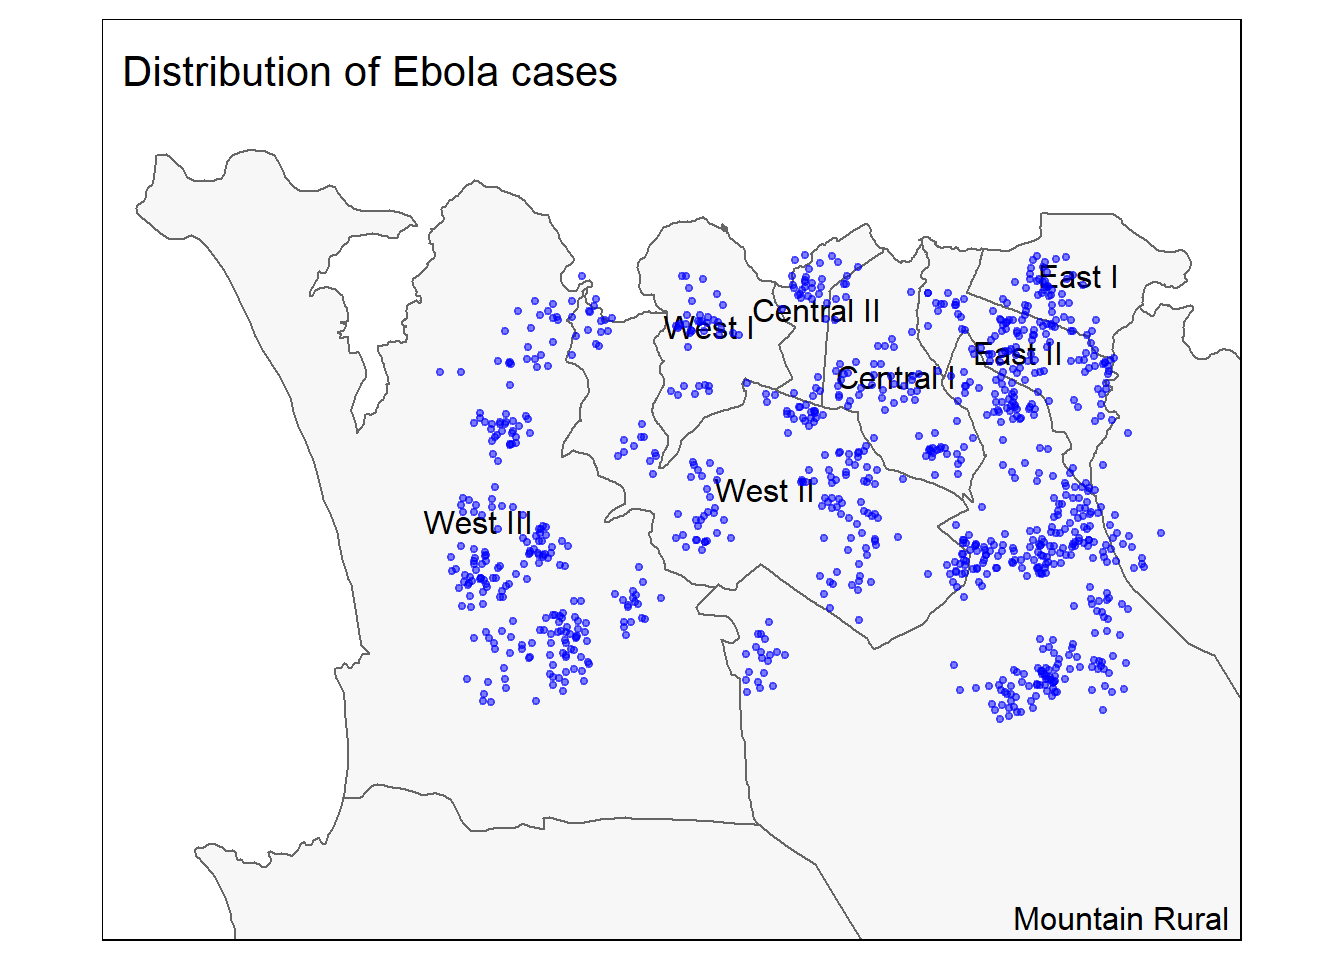 Distribution of Ebola cases
East I
Central II
West I
East II
Central I
West II
West III
Mountain Rural